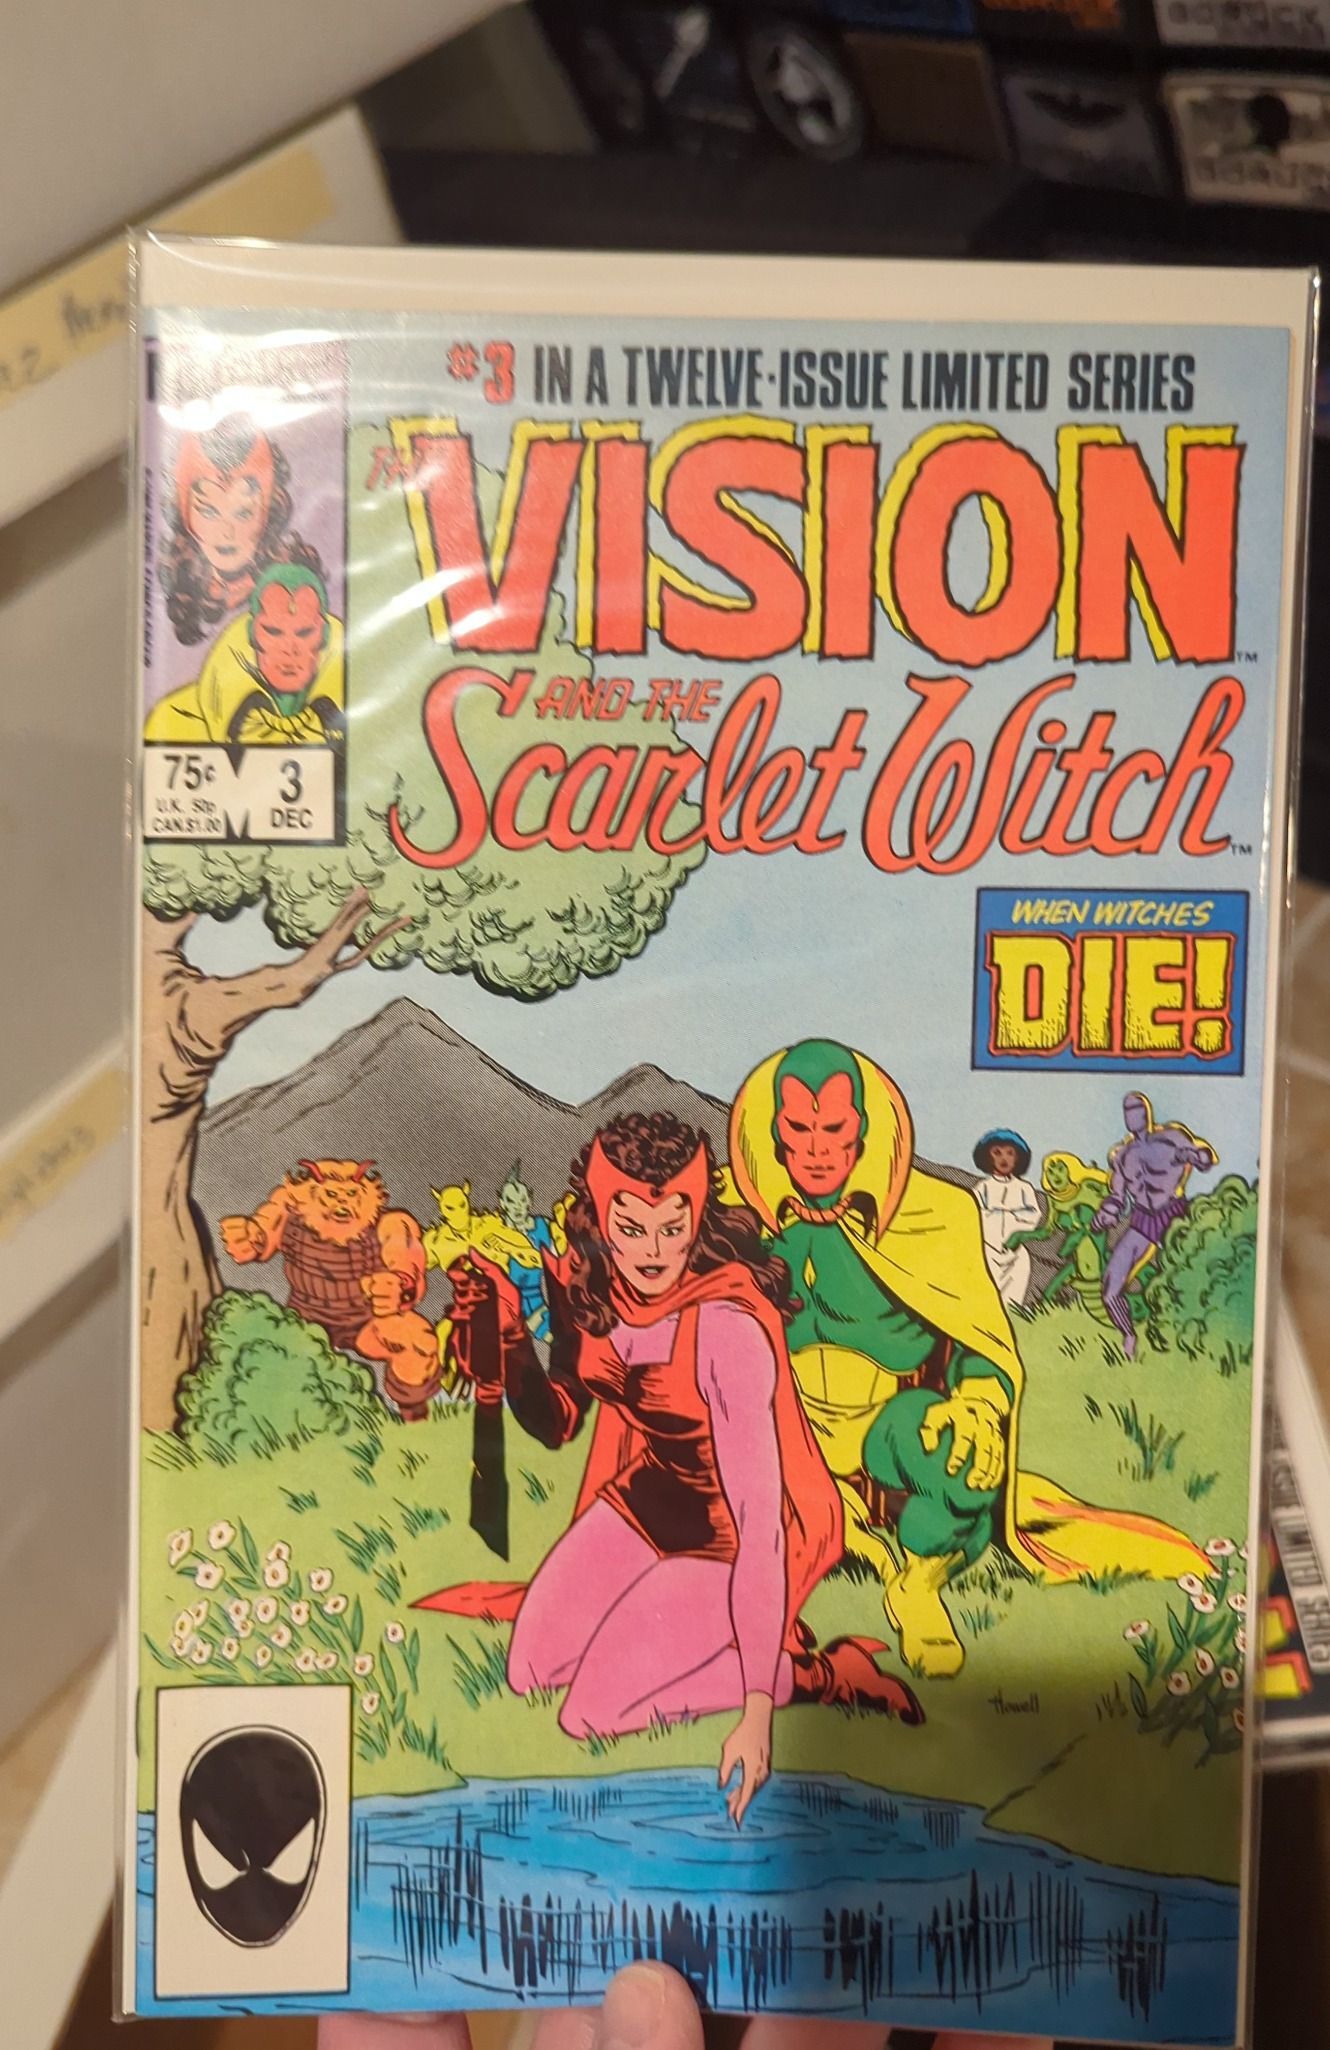 #3 IN A TWELVE-ISSUE LIMITED SERIES
THE
VISION
TM
AND THE
Scarlet Witch
TM
75¢
U.K. 50p
CAN.$1.00
3
DEC
TM
WHEN WITCHES
DIE!
Howell